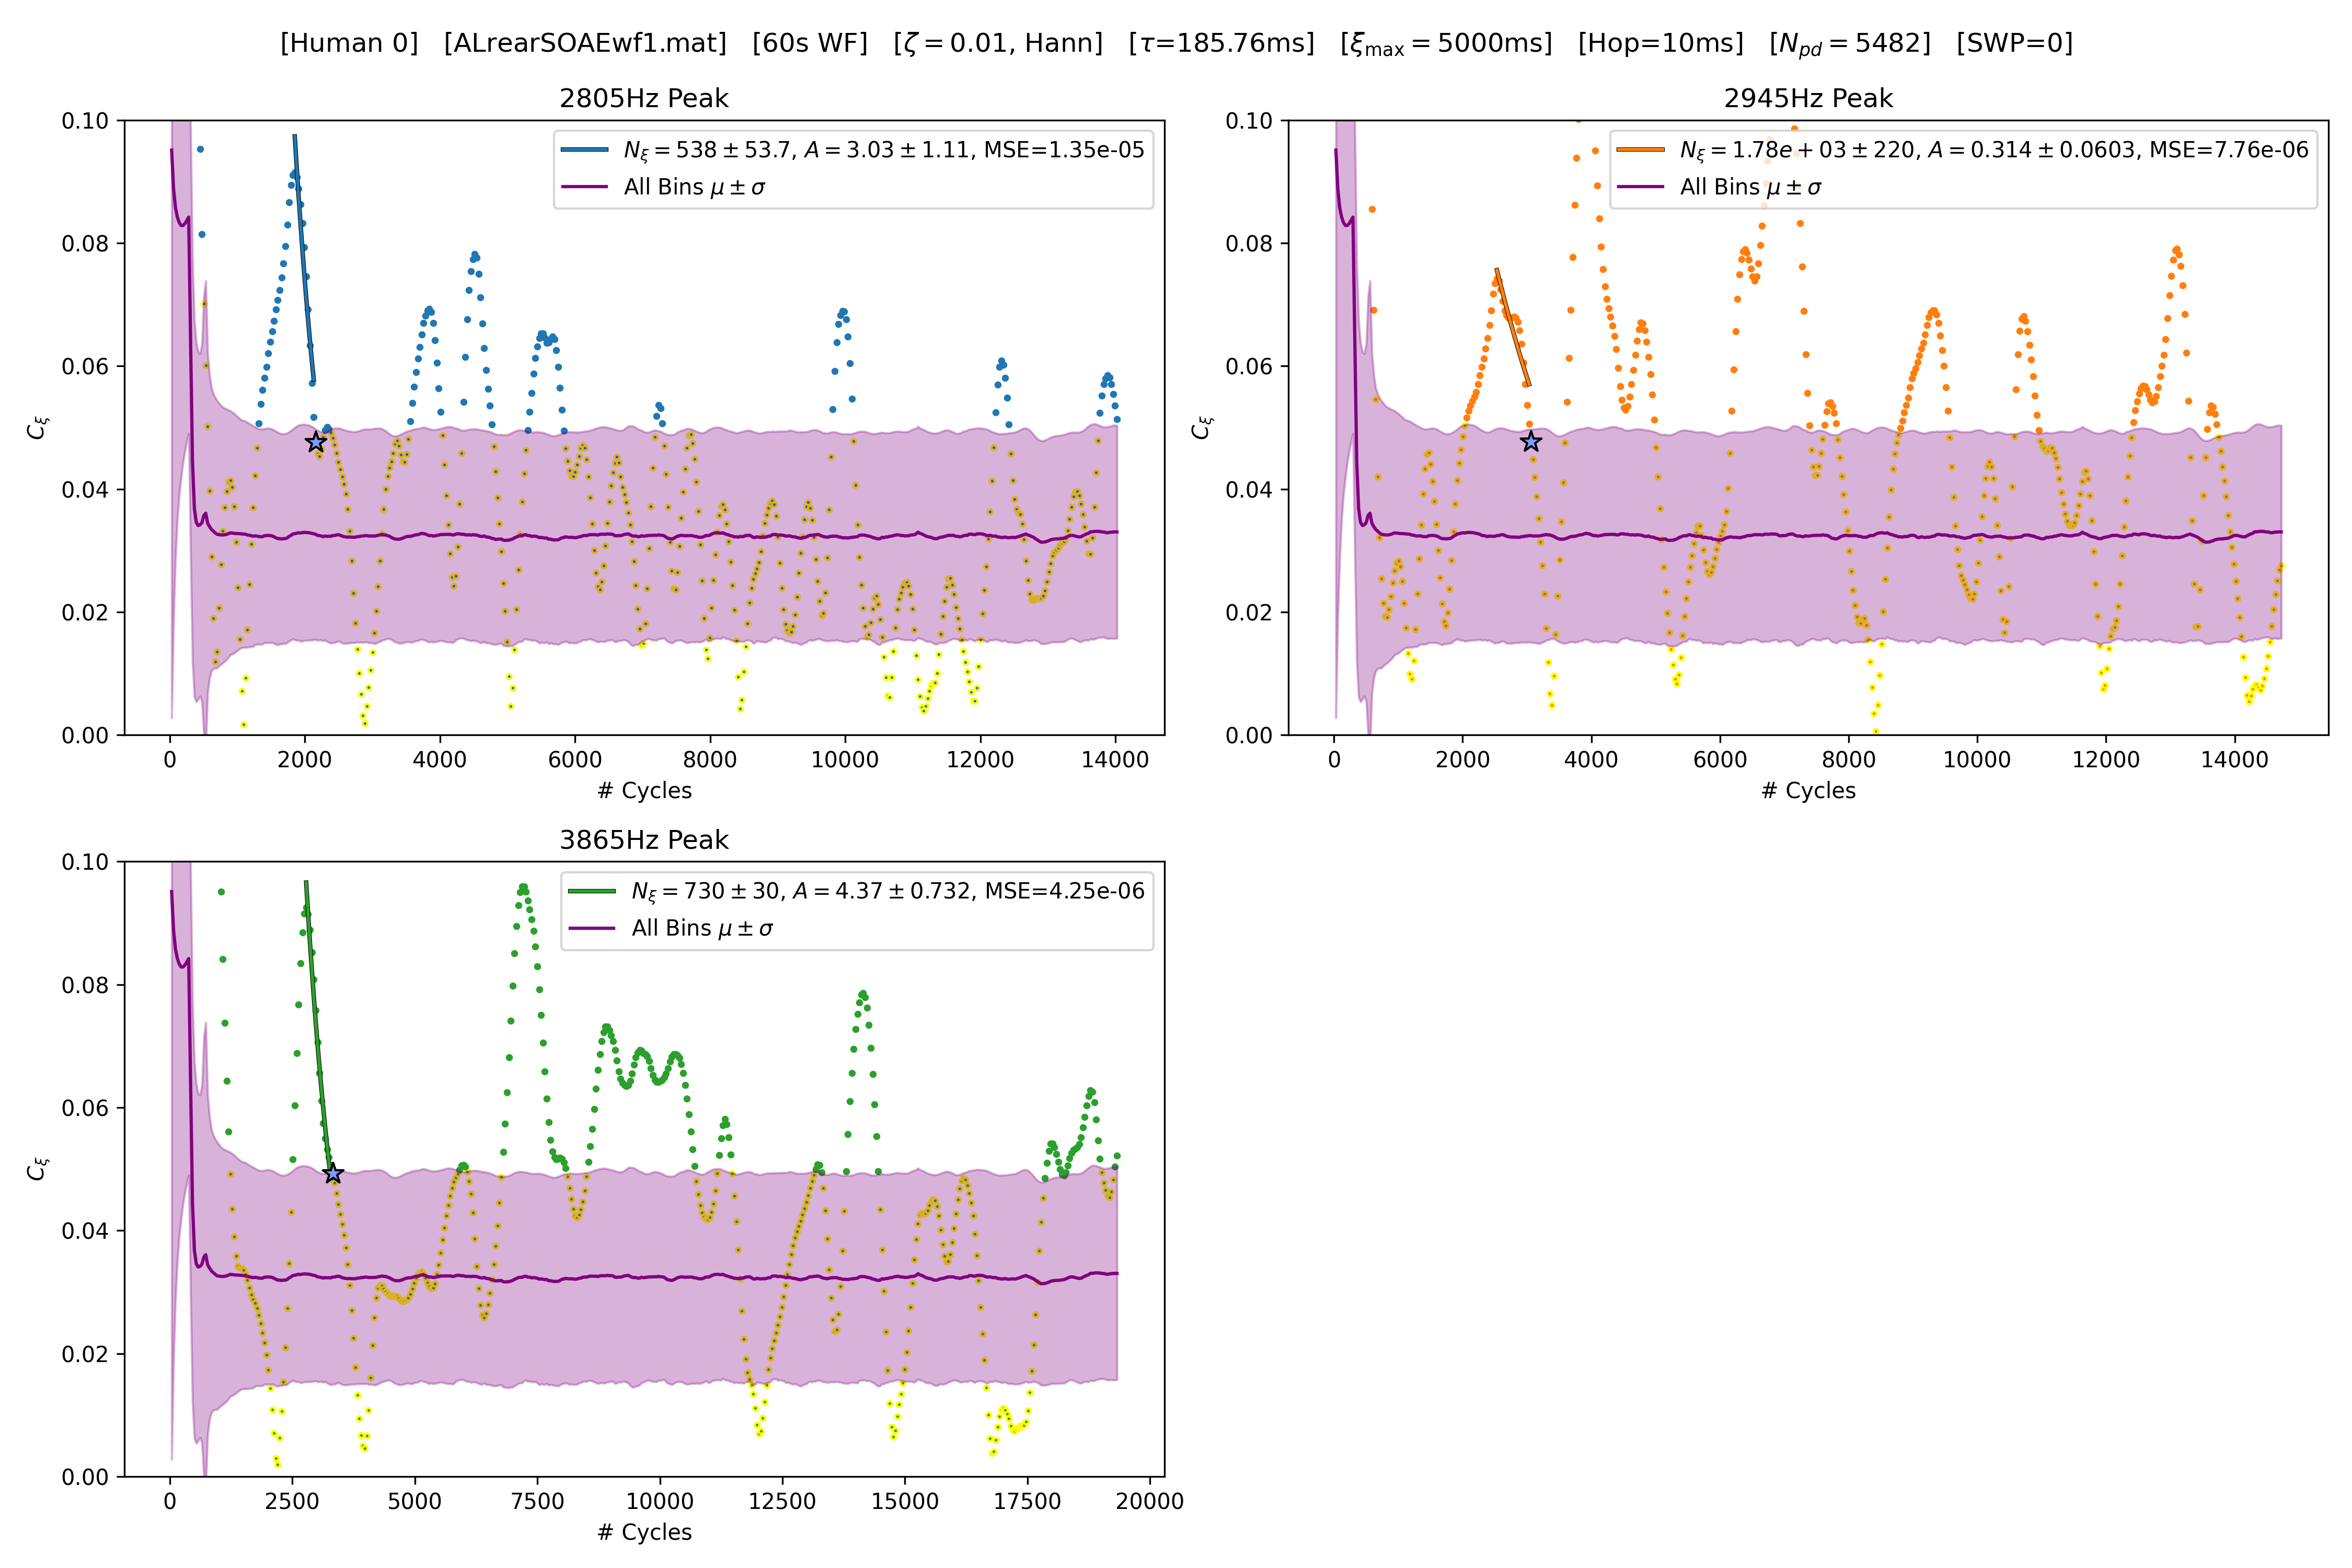 [Human 0] [ALrearSOAEwf1.mat] [60s WF] [ζ = 0.01, Hann] [τ=185.76ms] [ξmax = 5000ms] [Hop=10ms] [Npd = 5482] [SWP=0]
2805Hz Peak
Nξ = 538 ± 53.7, A = 3.03 ± 1.11, MSE=1.35e-05
All Bins μ ± σ
0.10
0.08
0.06
0.04
0.02
0.00
Cξ
0 2000 4000 6000 8000 10000 12000 14000
# Cycles
2945Hz Peak
Nξ = 1.78e + 03 ± 220, A = 0.314 ± 0.0603, MSE=7.76e-06
All Bins μ ± σ
0.10
0.08
0.06
0.04
0.02
0.00
Cξ
0 2000 4000 6000 8000 10000 12000 14000
# Cycles
3865Hz Peak
Nξ = 730 ± 30, A = 4.37 ± 0.732, MSE=4.25e-06
All Bins μ ± σ
0.10
0.08
0.06
0.04
0.02
0.00
Cξ
0 2500 5000 7500 10000 12500 15000 17500 20000
# Cycles